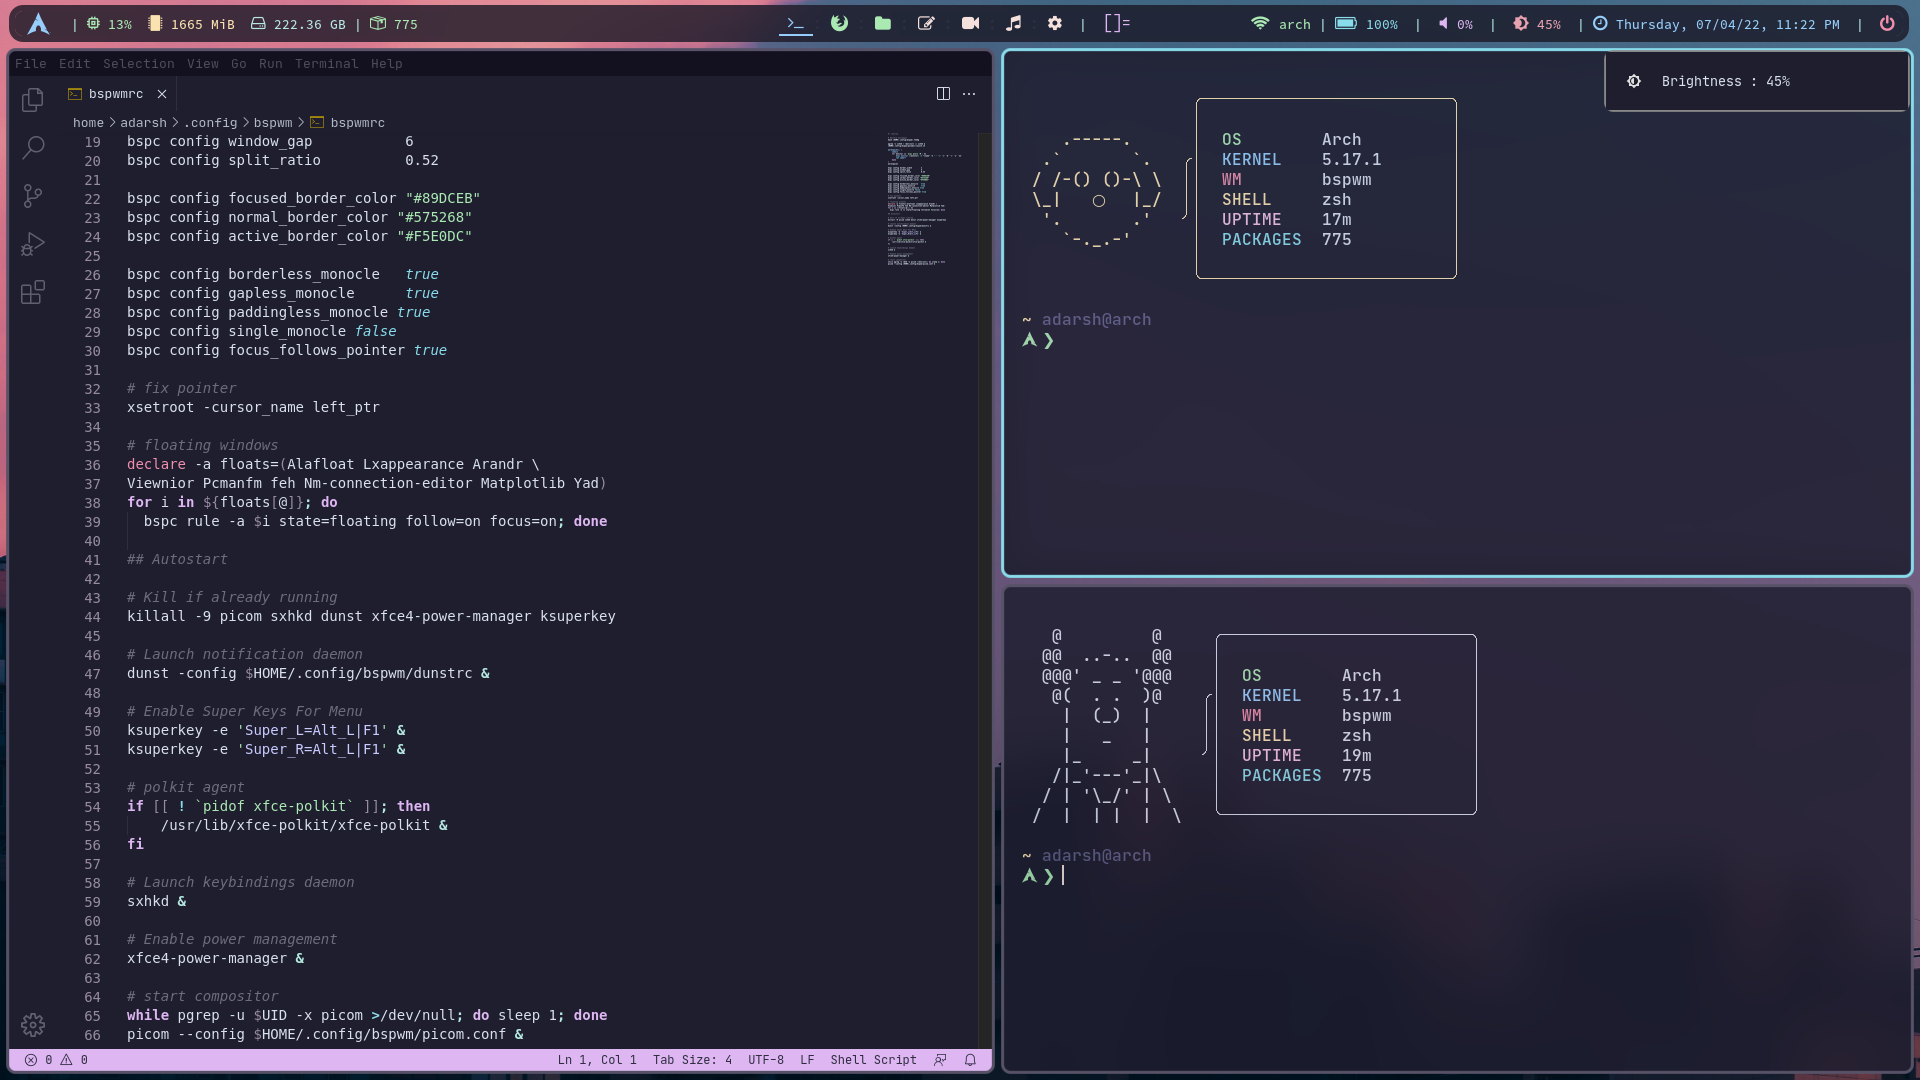 | 13% 1665 MiB 222.36 GB | 775
| []=
arch | 100% | 0% | 45% | Thursday, 07/04/22, 11:22 PM |
File Edit Selection View Go Run Terminal Help
bspwmrc
home > adarsh > .config > bspwm > bspwmrc
19 bspc config window_gap 6
20 bspc config split_ratio 0.52
21
22 bspc config focused_border_color "#89DCEB"
23 bspc config normal_border_color "#575268"
24 bspc config active_border_color "#F5E0DC"
25
26 bspc config borderless_monocle true
27 bspc config gapless_monocle true
28 bspc config paddingless_monocle true
29 bspc config single_monocle false
30 bspc config focus_follows_pointer true
31
32 # fix pointer
33 xsetroot -cursor_name left_ptr
34
35 # floating windows
36 declare -a floats=(Alafloat Lxappearance Arandr \
37 Viewnior Pcmanfm feh Nm-connection-editor Matplotlib Yad)
38 for i in ${floats[@]}; do
39 bspc rule -a $i state=floating follow=on focus=on; done
40
41 ## Autostart
42
43 # Kill if already running
44 killall -9 picom sxhkd dunst xfce4-power-manager ksuperkey
45
46 # Launch notification daemon
47 dunst -config $HOME/.config/bspwm/dunstrc &
48
49 # Enable Super Keys For Menu
50 ksuperkey -e 'Super_L=Alt_L|F1' &
51 ksuperkey -e 'Super_R=Alt_L|F1' &
52
53 # polkit agent
54 if [[ ! `pidof xfce-polkit` ]]; then
55 /usr/lib/xfce-polkit/xfce-polkit &
56 fi
57
58 # Launch keybindings daemon
59 sxhkd &
60
61 # Enable power management
62 xfce4-power-manager &
63
64 # start compositor
65 while pgrep -u $UID -x picom >/dev/null; do sleep 1; done
66 picom --config $HOME/.config/bspwm/picom.conf &
0 0 Ln 1, Col 1 Tab Size: 4 UTF-8 LF Shell Script
Brightness : 45%
OS Arch
KERNEL 5.17.1
WM bspwm
SHELL zsh
UPTIME 17m
PACKAGES 775
~ adarsh@arch
❯
OS Arch
KERNEL 5.17.1
WM bspwm
SHELL zsh
UPTIME 19m
PACKAGES 775
~ adarsh@arch
❯